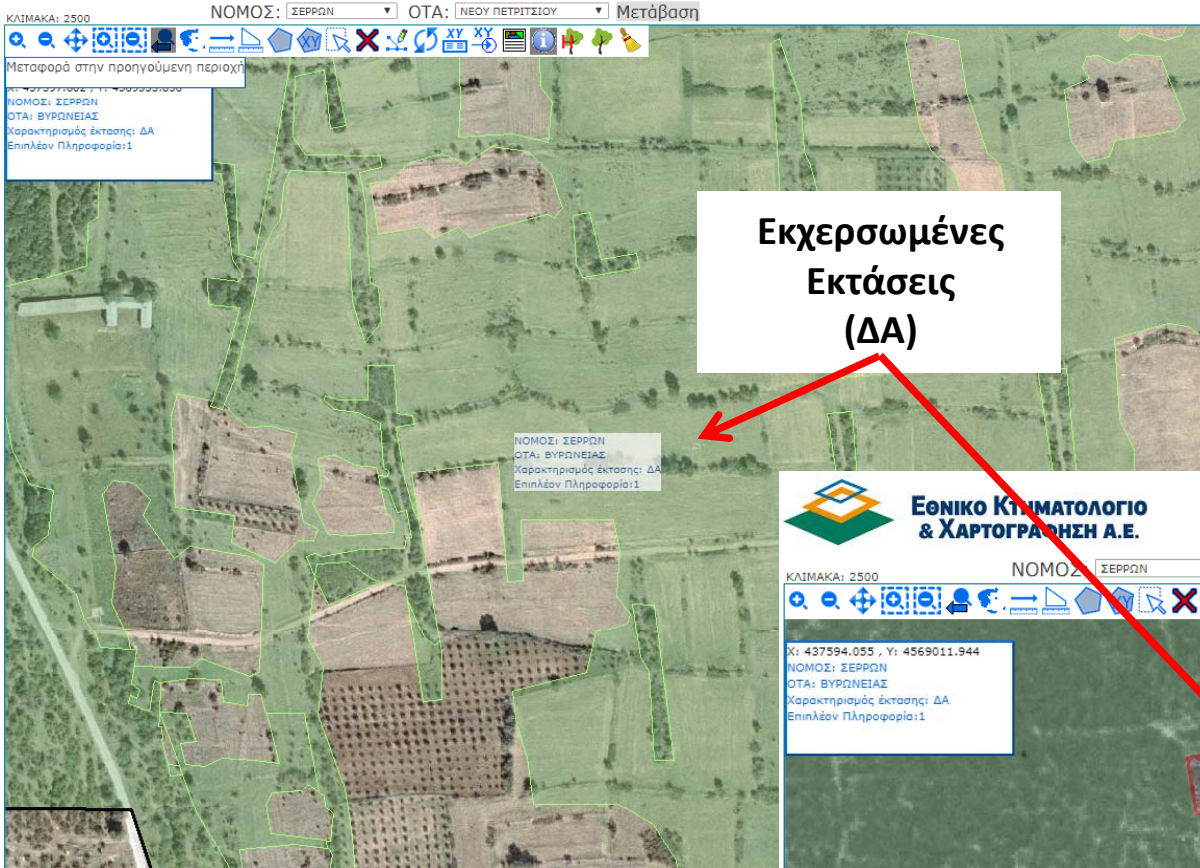 ΚΛΙΜΑΚΑ: 2500
ΝΟΜΟΣ: ΣΕΡΡΩΝ ΟΤΑ: ΝΕΟΥ ΠΕΤΡΙΤΣΙΟΥ Μετάβαση
Μεταφορά στην προηγούμενη περιοχή
ΝΟΜΟΣ: ΣΕΡΡΩΝ
ΟΤΑ: ΒΥΡΩΝΕΙΑΣ
Χαρακτηρισμός έκτασης: ΔΑ
Επιπλέον Πληροφορία:1
Εκχερσωμένες
Εκτάσεις
(ΔΑ)
ΝΟΜΟΣ: ΣΕΡΡΩΝ
ΟΤΑ: ΒΥΡΩΝΕΙΑΣ
Χαρακτηρισμός έκτασης: ΔΑ
Επιπλέον Πληροφορία:1
ΕΘΝΙΚΟ ΚΤΗΜΑΤΟΛΟΓΙΟ
& ΧΑΡΤΟΓΡΑΦΗΣΗ Α.Ε.
ΚΛΙΜΑΚΑ: 2500
ΝΟΜΟΣ: ΣΕΡΡΩΝ
X: 437594.055 , Y: 4569011.944
ΝΟΜΟΣ: ΣΕΡΡΩΝ
ΟΤΑ: ΒΥΡΩΝΕΙΑΣ
Χαρακτηρισμός έκτασης: ΔΑ
Επιπλέον Πληροφορία:1